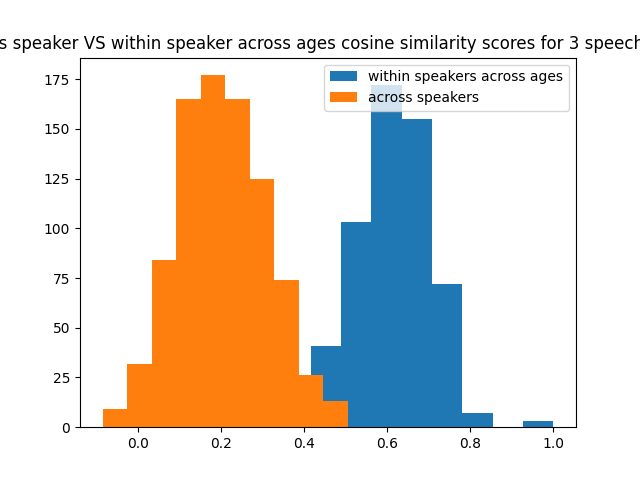 s speaker VS within speaker across ages cosine similarity scores for 3 speech
within speakers across ages
across speakers
175
150
125
100
75
50
25
0
0.0 0.2 0.4 0.6 0.8 1.0